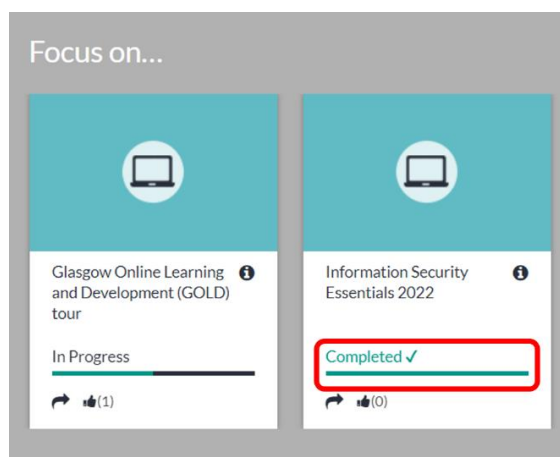 Focus on...
Glasgow Online Learning
and Development (GOLD)
tour
In Progress
(1)
Information Security
Essentials 2022
Completed ✓
(0)